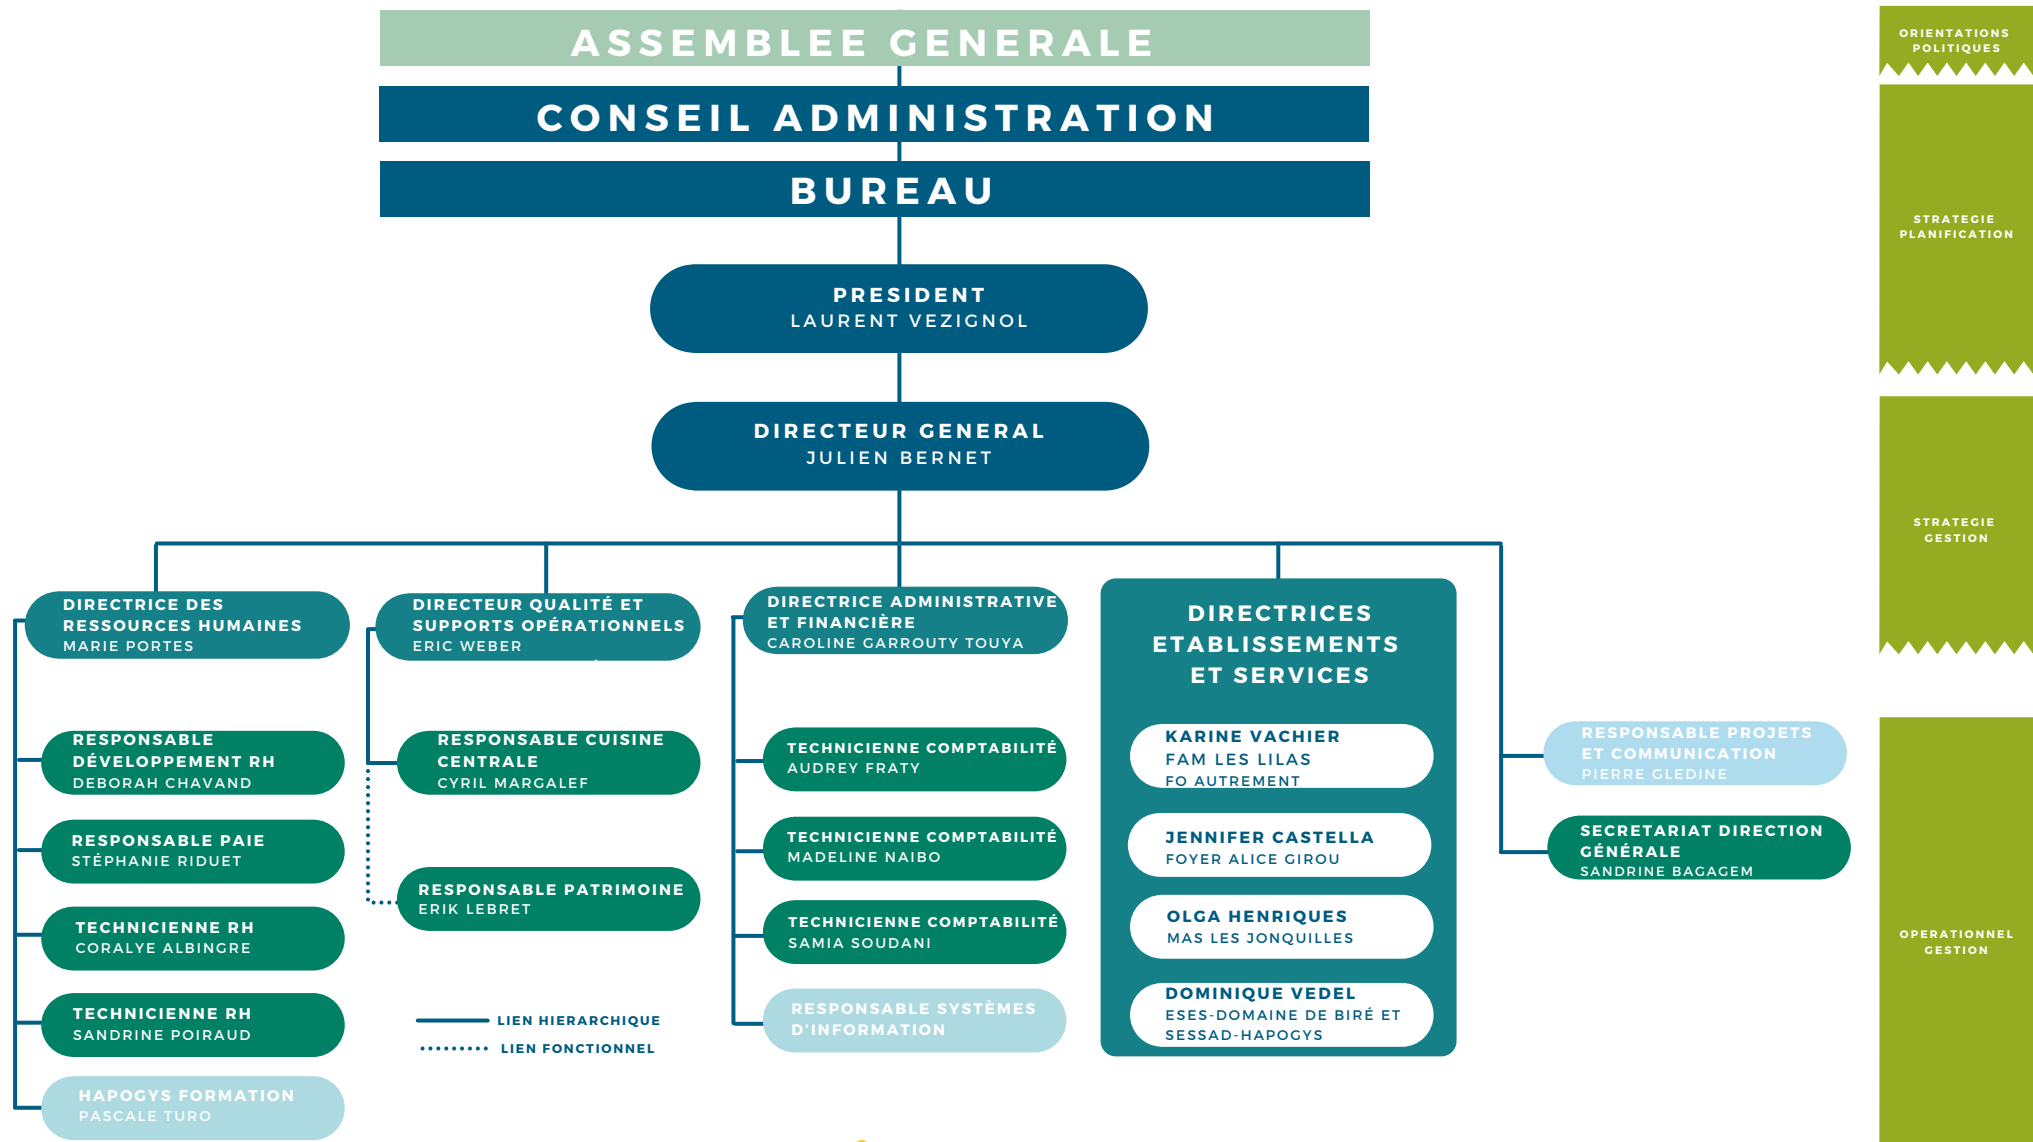 ASSEMBLEE GENERALE
CONSEIL ADMINISTRATION
BUREAU
PRESIDENT
LAURENT VEZIGNOL
DIRECTEUR GENERAL
JULIEN BERNET
DIRECTRICE DES
RESSOURCES HUMAINES
MARIE PORTES
RESPONSABLE
DÉVELOPPEMENT RH
DEBORAH CHAVAND
RESPONSABLE PAIE
STÉPHANIE RIDUET
TECHNICIENNE RH
CORALYE ALBINGRE
TECHNICIENNE RH
SANDRINE POIRAUD
HAPOGYS FORMATION
PASCALE TURO
DIRECTEUR QUALITÉ ET
SUPPORTS OPÉRATIONNELS
ERIC WEBER
RESPONSABLE CUISINE
CENTRALE
CYRIL MARGALEF
RESPONSABLE PATRIMOINE
ERIK LEBRET
LIEN HIERARCHIQUE
LIEN FONCTIONNEL
DIRECTRICE ADMINISTRATIVE
ET FINANCIÈRE
CAROLINE GARROUTY TOUYA
TECHNICIENNE COMPTABILITÉ
AUDREY FRATY
TECHNICIENNE COMPTABILITÉ
MADELINE NAIBO
TECHNICIENNE COMPTABILITÉ
SAMIA SOUDANI
RESPONSABLE SYSTÈMES
D'INFORMATION
DIRECTRICES
ETABLISSEMENTS
ET SERVICES
KARINE VACHIER
FAM LES LILAS
FO AUTREMENT
JENNIFER CASTELLA
FOYER ALICE GIROU
OLGA HENRIQUES
MAS LES JONQUILLES
DOMINIQUE VEDEL
ESES-DOMAINE DE BIRÉ ET
SESSAD-HAPOGYS
RESPONSABLE PROJETS
ET COMMUNICATION
PIERRE GLEDINE
SECRETARIAT DIRECTION
GÉNÉRALE
SANDRINE BAGAGEM
ORIENTATIONS
POLITIQUES
STRATEGIE
PLANIFICATION
STRATEGIE
GESTION
OPERATIONNEL
GESTION